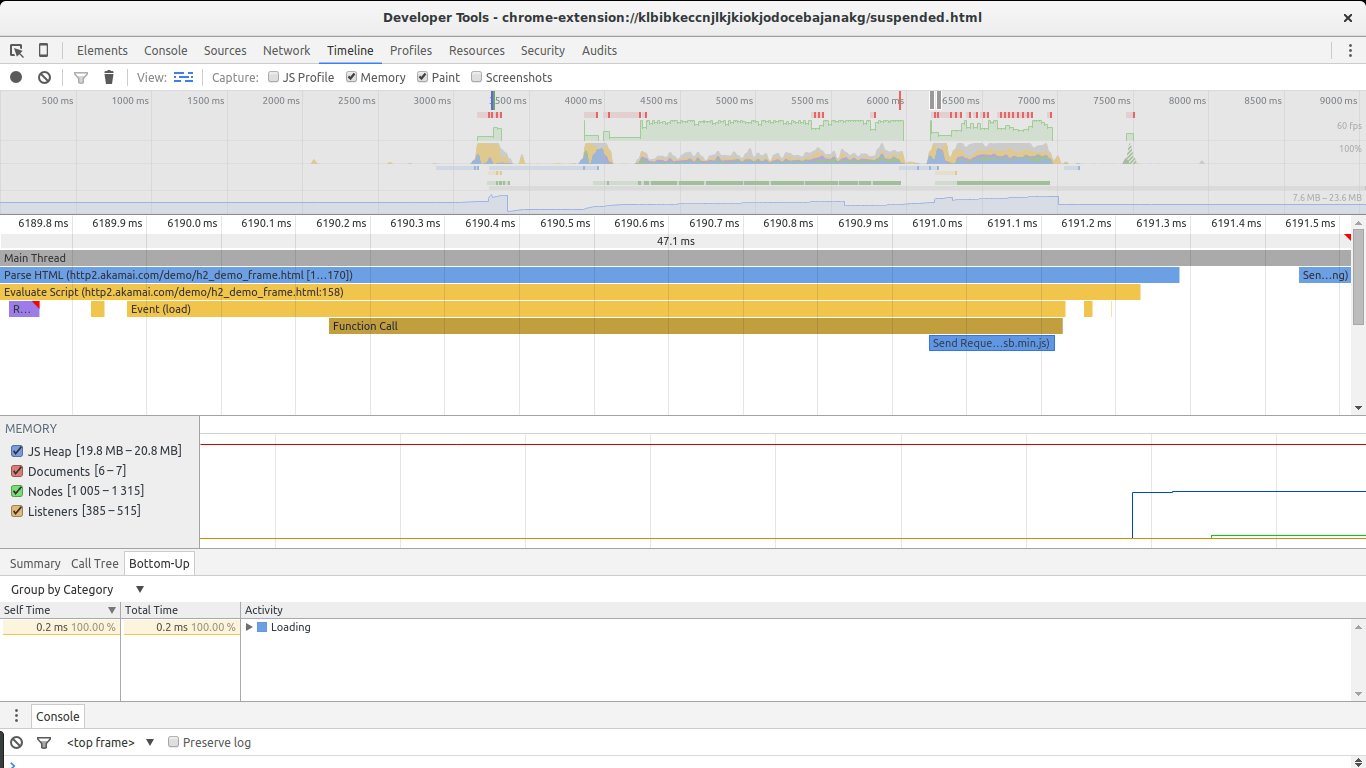 Developer Tools - chrome-extension://klbibkeccnjlkjkiokjodocebajanakg/suspended.html
Elements Console Sources Network Timeline Profiles Resources Security Audits
View: Capture: JS Profile Memory Paint Screenshots
500 ms 1000 ms 1500 ms 2000 ms 2500 ms 3000 ms 3500 ms 4000 ms 4500 ms 5000 ms 5500 ms 6000 ms 6500 ms 7000 ms 7500 ms 8000 ms 8500 ms 9000 ms
60 fps
100%
7.6 MB – 23.6 MB
6189.8 ms 6189.9 ms 6190.0 ms 6190.1 ms 6190.2 ms 6190.3 ms 6190.4 ms 6190.5 ms 6190.6 ms 6190.7 ms 6190.8 ms 6190.9 ms 6191.0 ms 6191.1 ms 6191.2 ms 6191.3 ms 6191.4 ms 6191.5 ms
47.1 ms
Main Thread
Parse HTML (http2.akamai.com/demo/h2_demo_frame.html [1…170]) Sen…ng)
Evaluate Script (http2.akamai.com/demo/h2_demo_frame.html:158)
R… Event (load)
Function Call
Send Reque…sb.min.js)
MEMORY
JS Heap [19.8 MB – 20.8 MB]
Documents [6 – 7]
Nodes [1 005 – 1 315]
Listeners [385 – 515]
Summary Call Tree Bottom-Up
Group by Category
Self Time Total Time Activity
0.2 ms 100.00 % 0.2 ms 100.00 % Loading
Console
<top frame> Preserve log